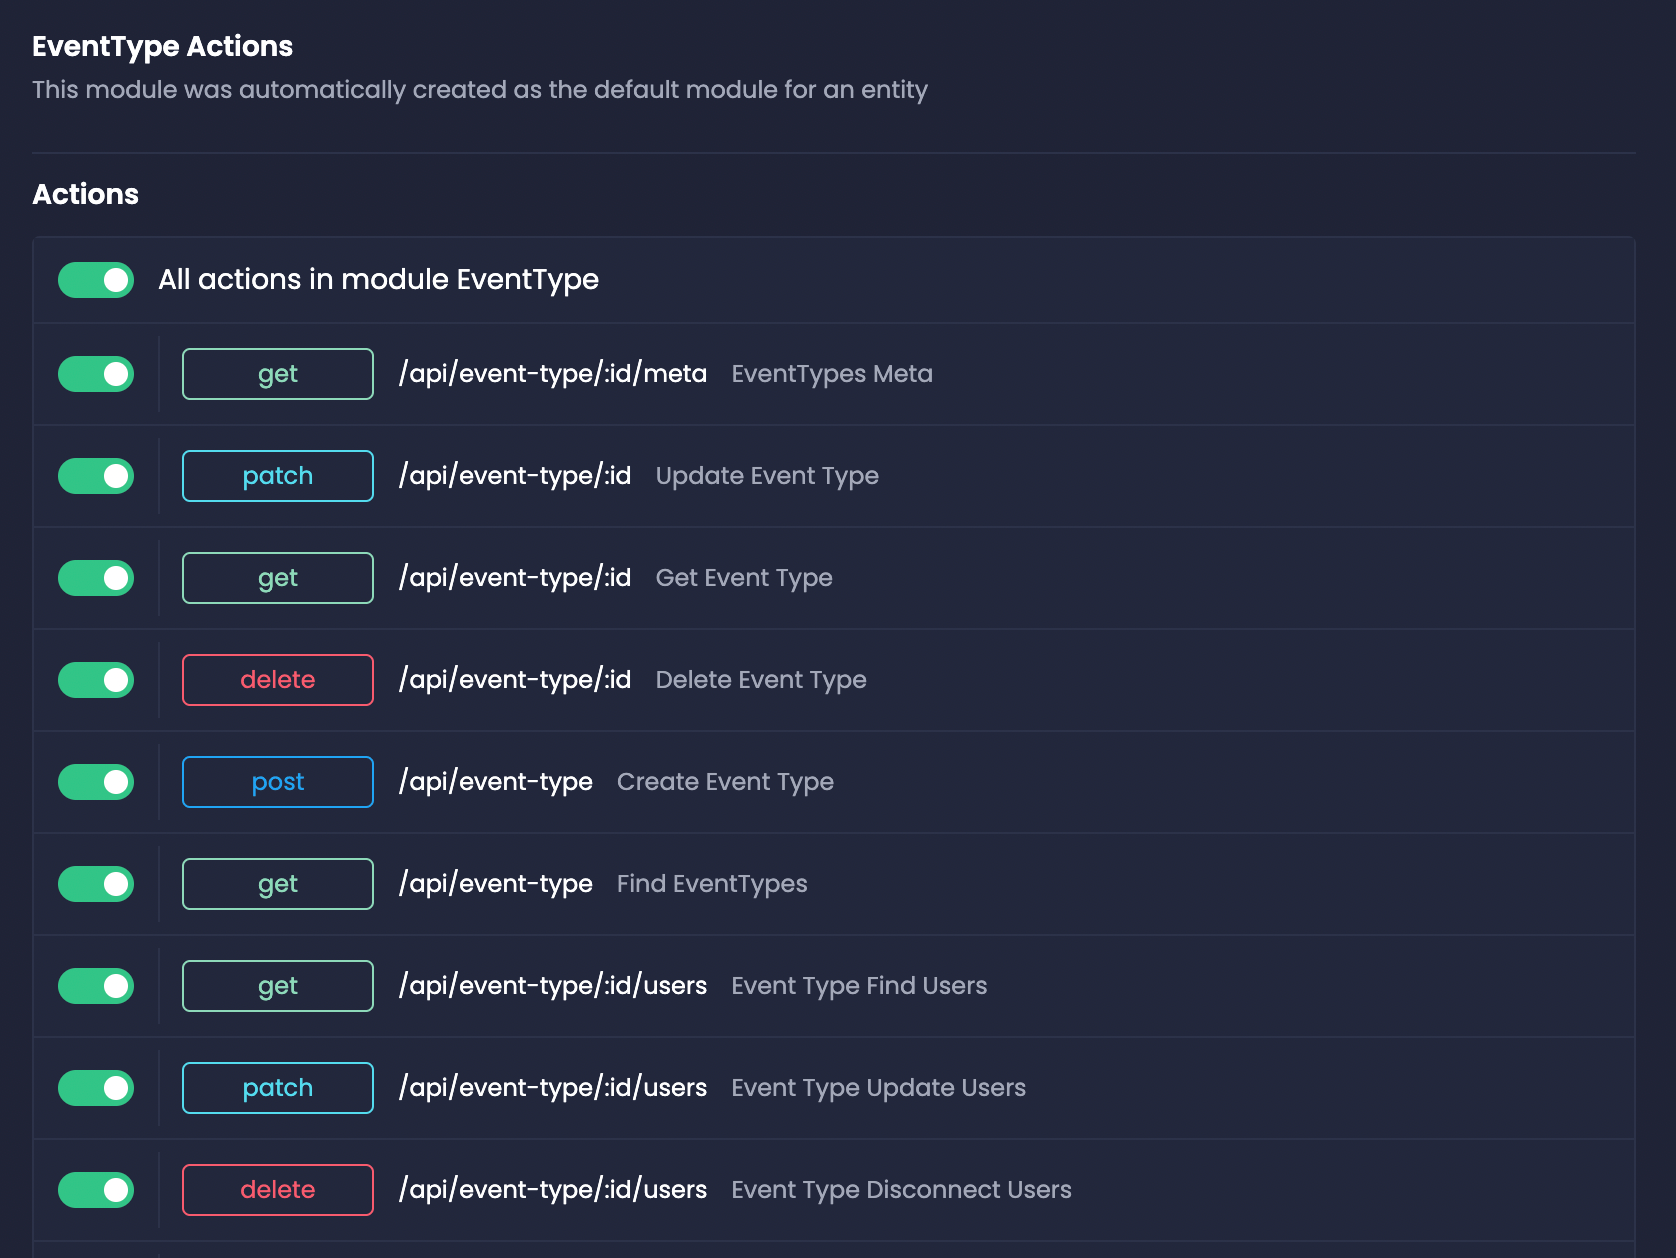 EventType Actions
This module was automatically created as the default module for an entity
Actions
All actions in module EventType
get /api/event-type/:id/meta EventTypes Meta
patch /api/event-type/:id Update Event Type
get /api/event-type/:id Get Event Type
delete /api/event-type/:id Delete Event Type
post /api/event-type Create Event Type
get /api/event-type Find EventTypes
get /api/event-type/:id/users Event Type Find Users
patch /api/event-type/:id/users Event Type Update Users
delete /api/event-type/:id/users Event Type Disconnect Users